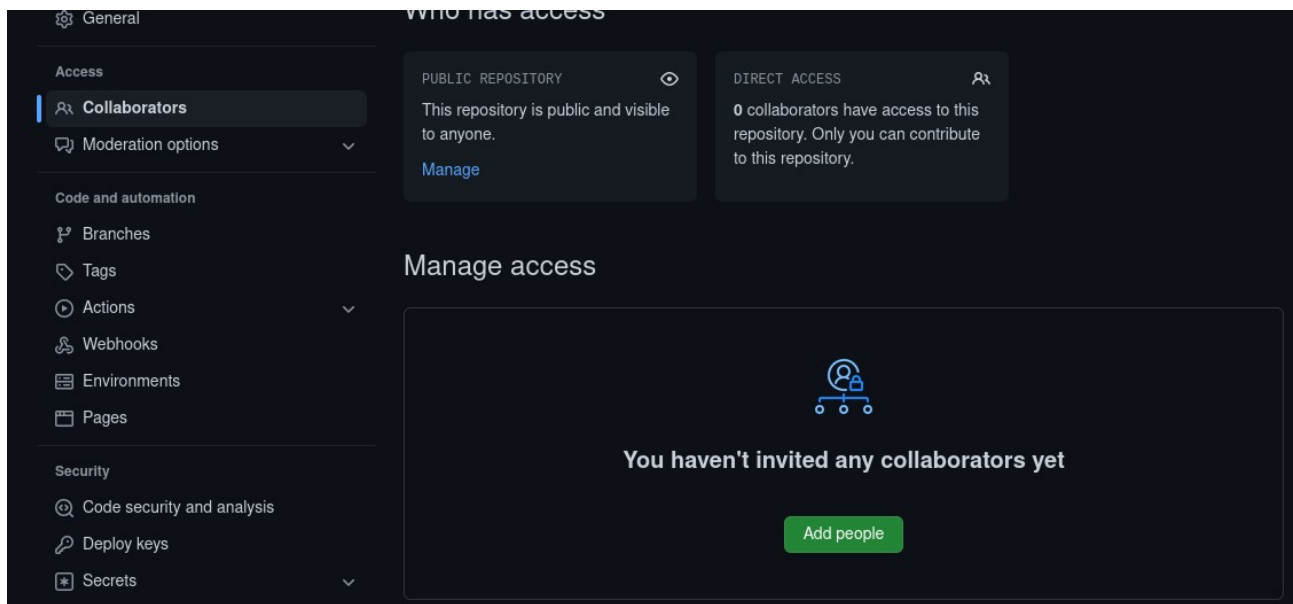 General
Access
Collaborators
Moderation options
Code and automation
Branches
Tags
Actions
Webhooks
Environments
Pages
Security
Code security and analysis
Deploy keys
Secrets
Who has access
PUBLIC REPOSITORY
This repository is public and visible
to anyone.
Manage
DIRECT ACCESS
0 collaborators have access to this
repository. Only you can contribute
to this repository.
Manage access
You haven't invited any collaborators yet
Add people